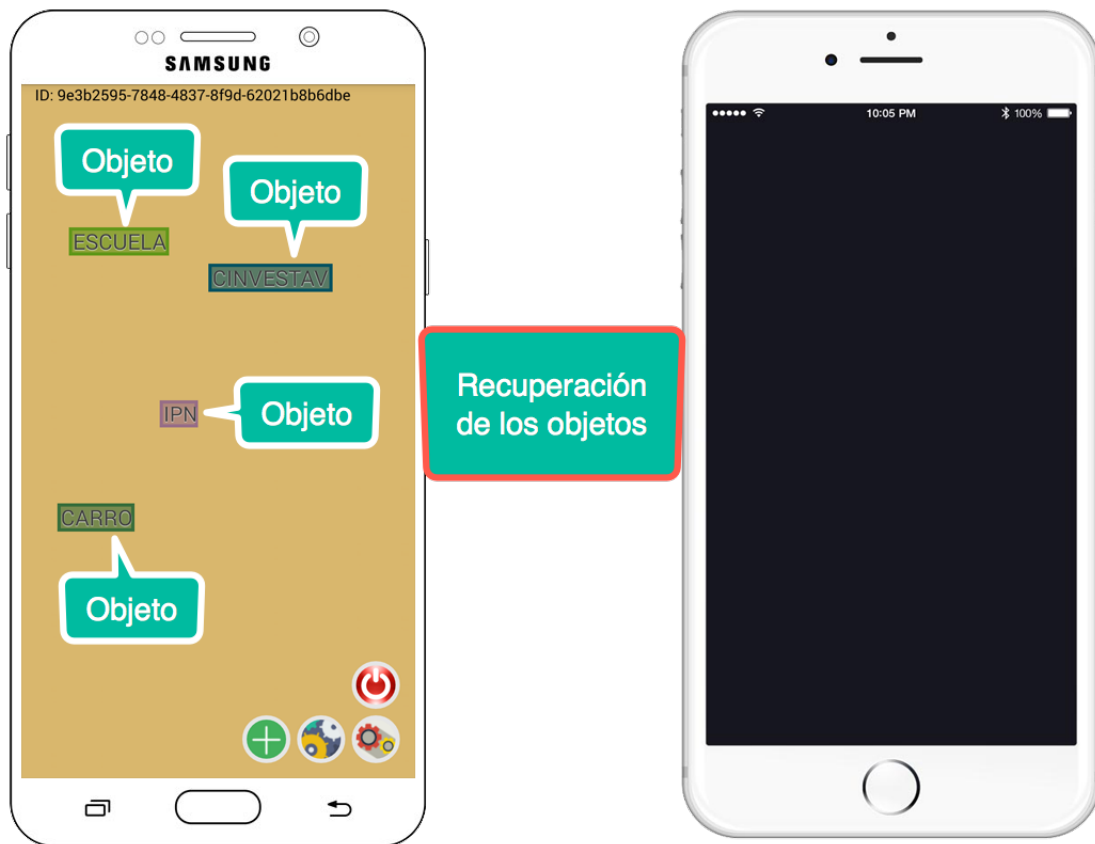 SAMSUNG
ID: 9e3b2595-7848-4837-8f9d-62021b8b6dbe
Objeto
Objeto
ESCUELA
CINVESTAV
IPN
Objeto
CARRO
Objeto
Recuperación
de los objetos
10:05 PM
100%